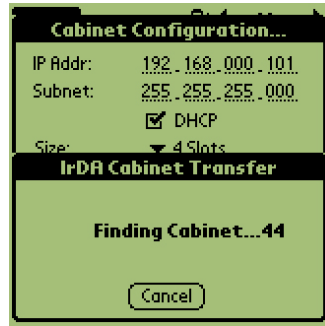 Cabinet Configuration...
IP Addr: 192 . 168 . 000 . 101
Subnet: 255 . 255 . 255 . 000
DHCP
Size: 4 Slots
IrDA Cabinet Transfer
Finding Cabinet...44
Cancel